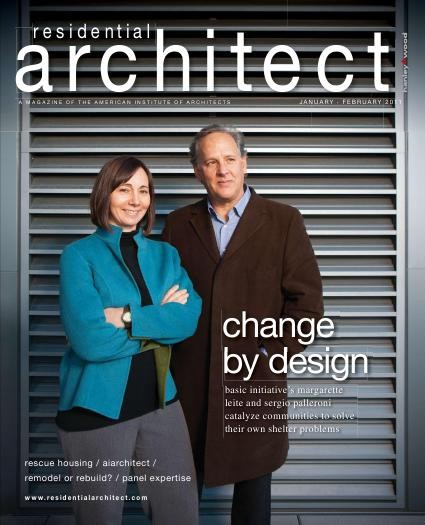 residential
architect
hanley wood
A MAGAZINE OF THE AMERICAN INSTITUTE OF ARCHITECTS
JANUARY - FEBRUARY 2011
change
by design
basic initiative's margarette
leite and sergio palleroni
catalyze communities to solve
their own shelter problems
rescue housing / aiarchitect /
remodel or rebuild? / panel expertise
www.residentialarchitect.com